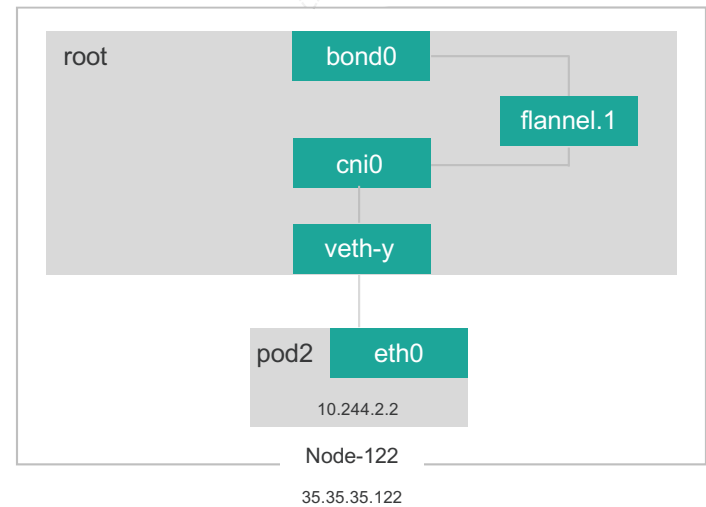 root
bond0
flannel.1
cni0
veth-y
pod2
eth0
10.244.2.2
Node-122
35.35.35.122